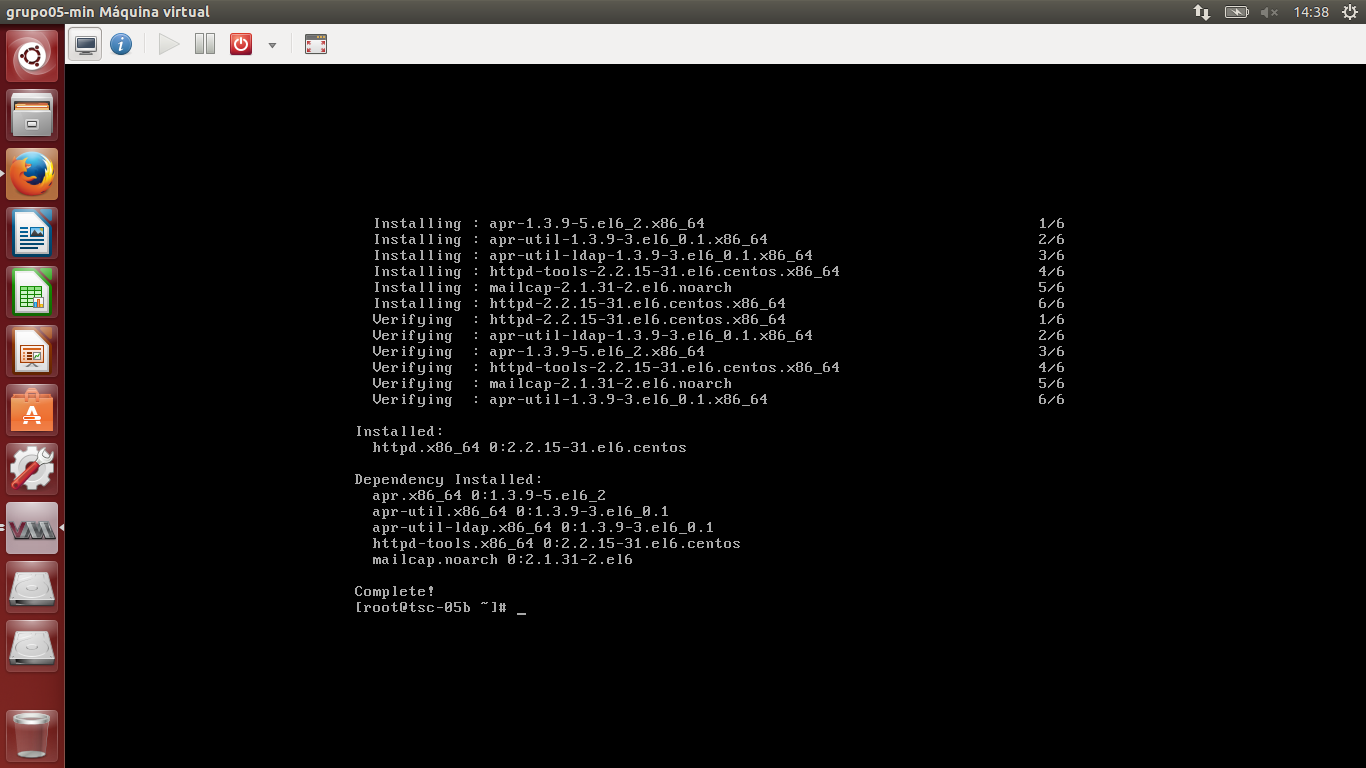 grupo05-min Máquina virtual
14:38
Installing : apr-1.3.9-5.el6_2.x86_64 1/6
Installing : apr-util-1.3.9-3.el6_0.1.x86_64 2/6
Installing : apr-util-ldap-1.3.9-3.el6_0.1.x86_64 3/6
Installing : httpd-tools-2.2.15-31.el6.centos.x86_64 4/6
Installing : mailcap-2.1.31-2.el6.noarch 5/6
Installing : httpd-2.2.15-31.el6.centos.x86_64 6/6
Verifying : httpd-2.2.15-31.el6.centos.x86_64 1/6
Verifying : apr-util-ldap-1.3.9-3.el6_0.1.x86_64 2/6
Verifying : apr-1.3.9-5.el6_2.x86_64 3/6
Verifying : httpd-tools-2.2.15-31.el6.centos.x86_64 4/6
Verifying : mailcap-2.1.31-2.el6.noarch 5/6
Verifying : apr-util-1.3.9-3.el6_0.1.x86_64 6/6
Installed:
httpd.x86_64 0:2.2.15-31.el6.centos
Dependency Installed:
apr.x86_64 0:1.3.9-5.el6_2
apr-util.x86_64 0:1.3.9-3.el6_0.1
apr-util-ldap.x86_64 0:1.3.9-3.el6_0.1
httpd-tools.x86_64 0:2.2.15-31.el6.centos
mailcap.noarch 0:2.1.31-2.el6
Complete!
[root@tsc-05b ~]# _